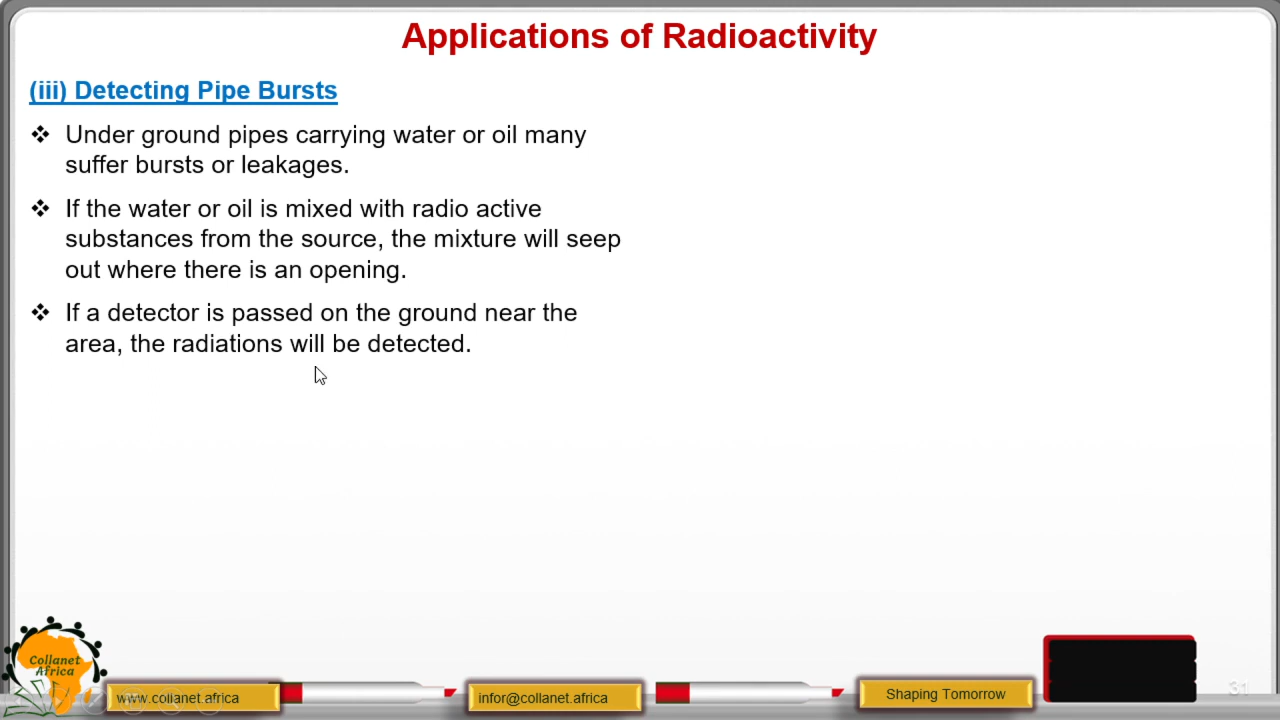 Applications of Radioactivity
(iii) Detecting Pipe Bursts
❖ Under ground pipes carrying water or oil many
suffer bursts or leakages.
❖ If the water or oil is mixed with radio active
substances from the source, the mixture will seep
out where there is an opening.
❖ If a detector is passed on the ground near the
area, the radiations will be detected.
Collanet
Africa
www.collanet.africa
infor@collanet.africa
Shaping Tomorrow
31